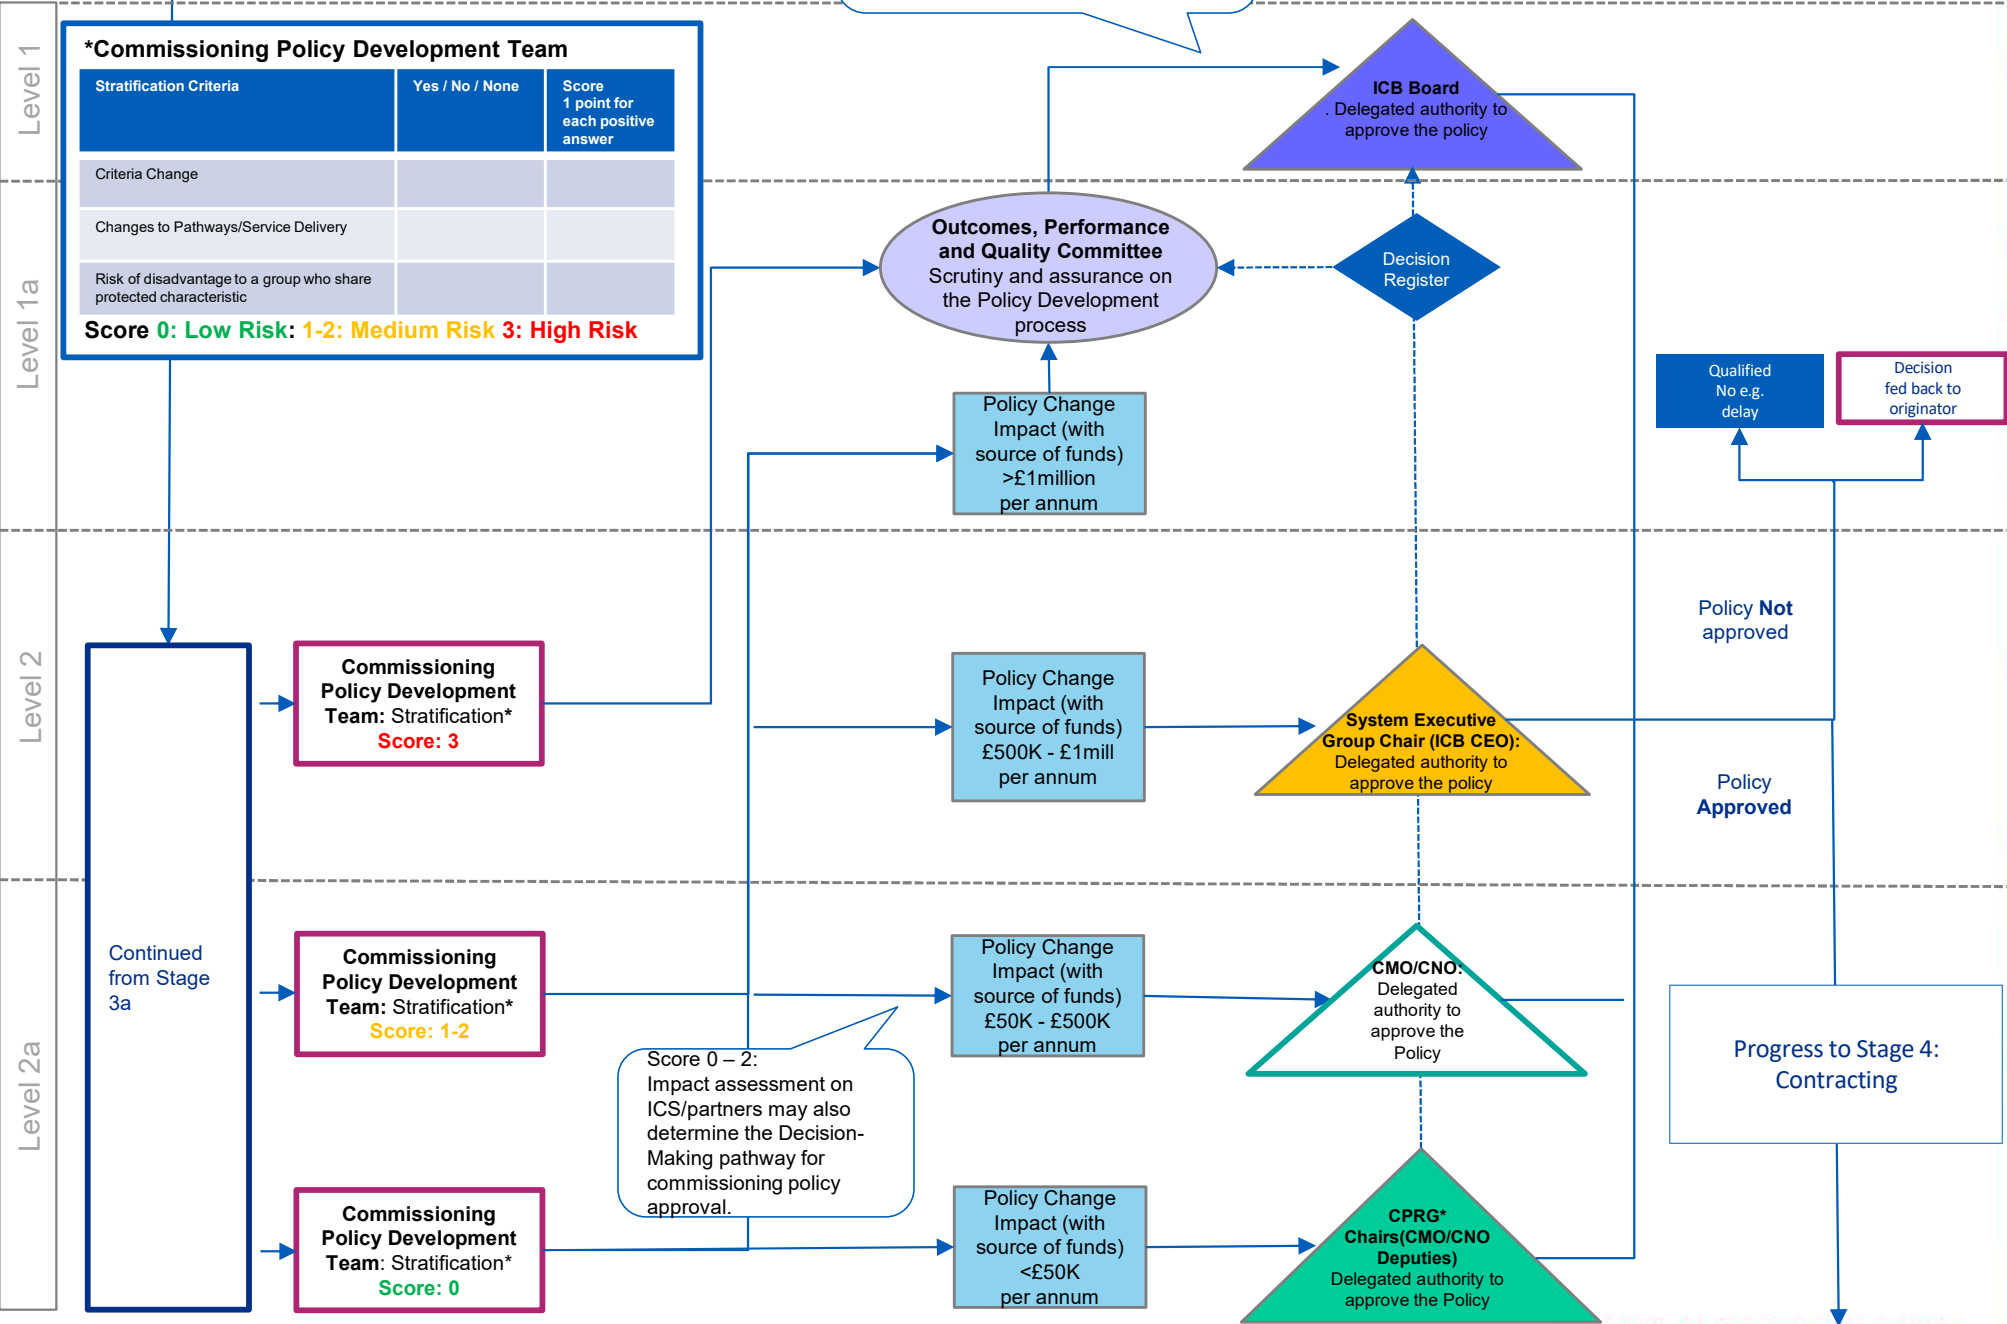 Level 1
*Commissioning Policy Development Team
Stratification Criteria
Yes / No / None
Score
1 point for
each positive
answer
Criteria Change
Changes to Pathways/Service Delivery
Risk of disadvantage to a group who share
protected characteristic
Score 0: Low Risk: 1-2: Medium Risk 3: High Risk
ICB Board
. Delegated authority to
approve the policy
Level 1a
Outcomes, Performance
and Quality Committee
Scrutiny and assurance on
the Policy Development
process
Decision
Register
Policy Change
Impact (with
source of funds)
>£1million
per annum
Qualified
No e.g.
delay
Decision
fed back to
originator
Level 2
Commissioning
Policy Development
Team: Stratification*
Score: 3
Policy Change
Impact (with
source of funds)
£500K - £1mill
per annum
System Executive
Group Chair (ICB CEO):
Delegated authority to
approve the policy
Policy Not
approved
Policy
Approved
Level 2a
Continued
from Stage
3a
Commissioning
Policy Development
Team: Stratification*
Score: 1-2
Policy Change
Impact (with
source of funds)
£50K - £500K
per annum
CMO/CNO:
Delegated
authority to
approve the
Policy
Score 0 – 2:
Impact assessment on
ICS/partners may also
determine the Decision-
Making pathway for
commissioning policy
approval.
Progress to Stage 4:
Contracting
Commissioning
Policy Development
Team: Stratification*
Score: 0
Policy Change
Impact (with
source of funds)
<£50K
per annum
CPRG*
Chairs(CMO/CNO
Deputies)
Delegated authority to
approve the Policy